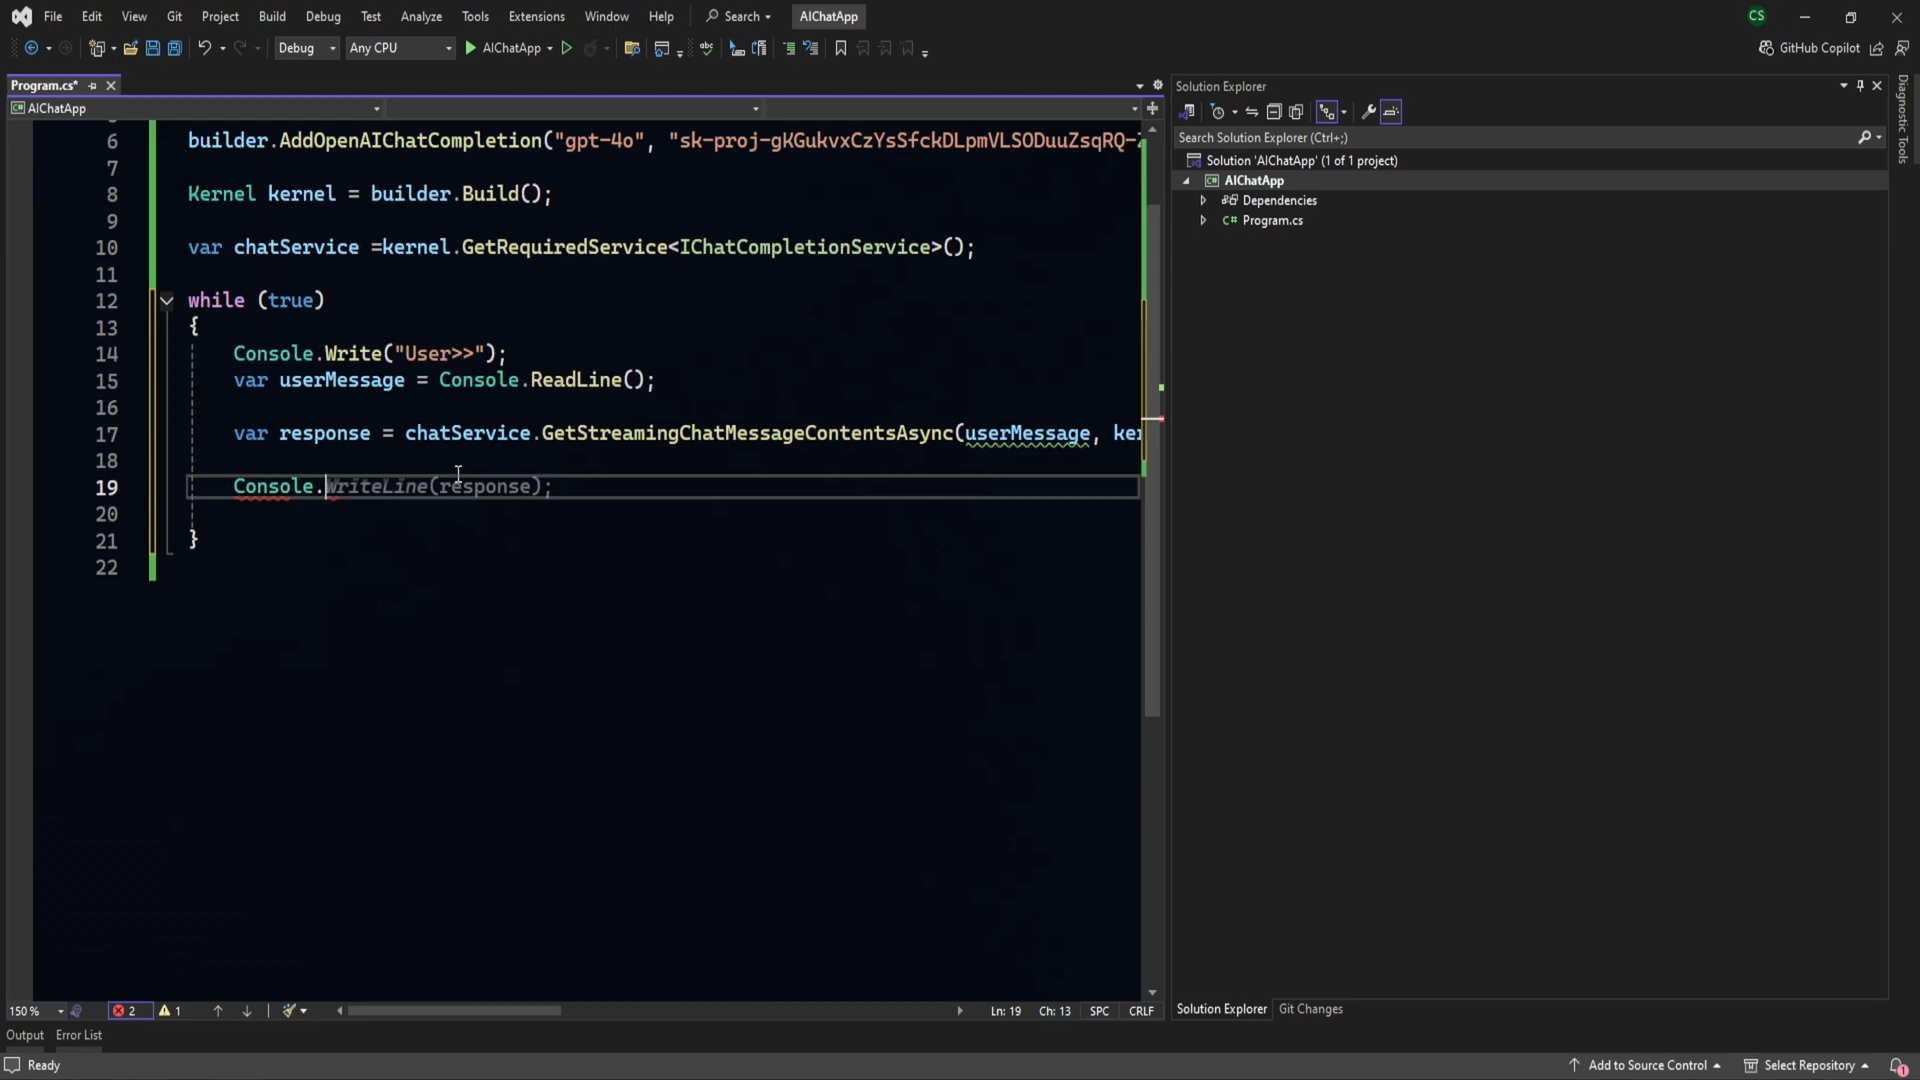 File Edit View Git Project Build Debug Test Analyze Tools Extensions Window Help Search AIChatApp CS
Debug Any CPU AIChatApp GitHub Copilot
Program.cs*
AIChatApp
6 builder.AddOpenAIChatCompletion("gpt-4o", "sk-proj-gKGukvxCzYsSfckDLpmVLSODuuZsqRQ-
7
8 Kernel kernel = builder.Build();
9
10 var chatService =kernel.GetRequiredService<IChatCompletionService>();
11
12 while (true)
13 {
14 Console.Write("User>>");
15 var userMessage = Console.ReadLine();
16
17 var response = chatService.GetStreamingChatMessageContentsAsync(userMessage, ker
18
19 Console.WriteLine(response);
20
21 }
22
150 % 2 1 Ln: 19 Ch: 13 SPC CRLF
Output Error List
Ready Add to Source Control Select Repository 1
Solution Explorer
Search Solution Explorer (Ctrl+;)
Solution 'AIChatApp' (1 of 1 project)
AIChatApp
Dependencies
C# Program.cs
Solution Explorer Git Changes
Diagnostic Tools